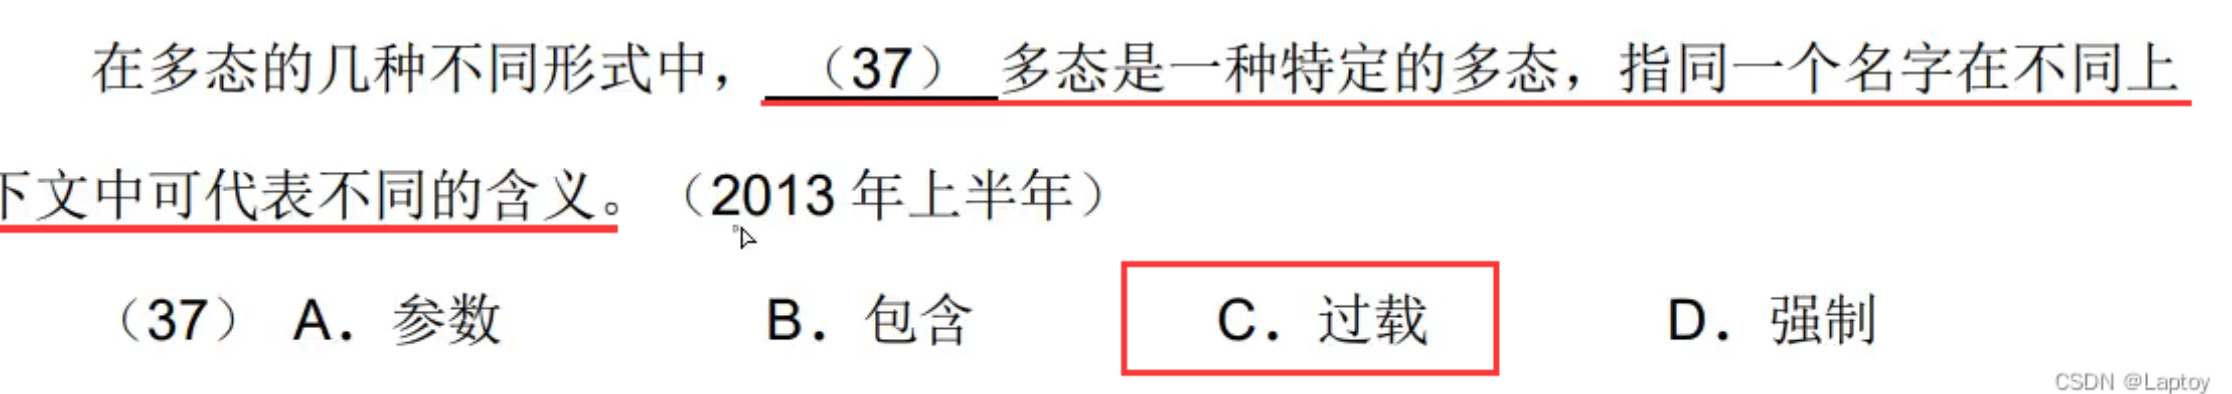 在多态的几种不同形式中，（37）多态是一种特定的多态，指同一个名字在不同上
下文中可代表不同的含义。（2013 年上半年）
（37） A．参数 B．包含 C．过载 D．强制
CSDN @Laptoy